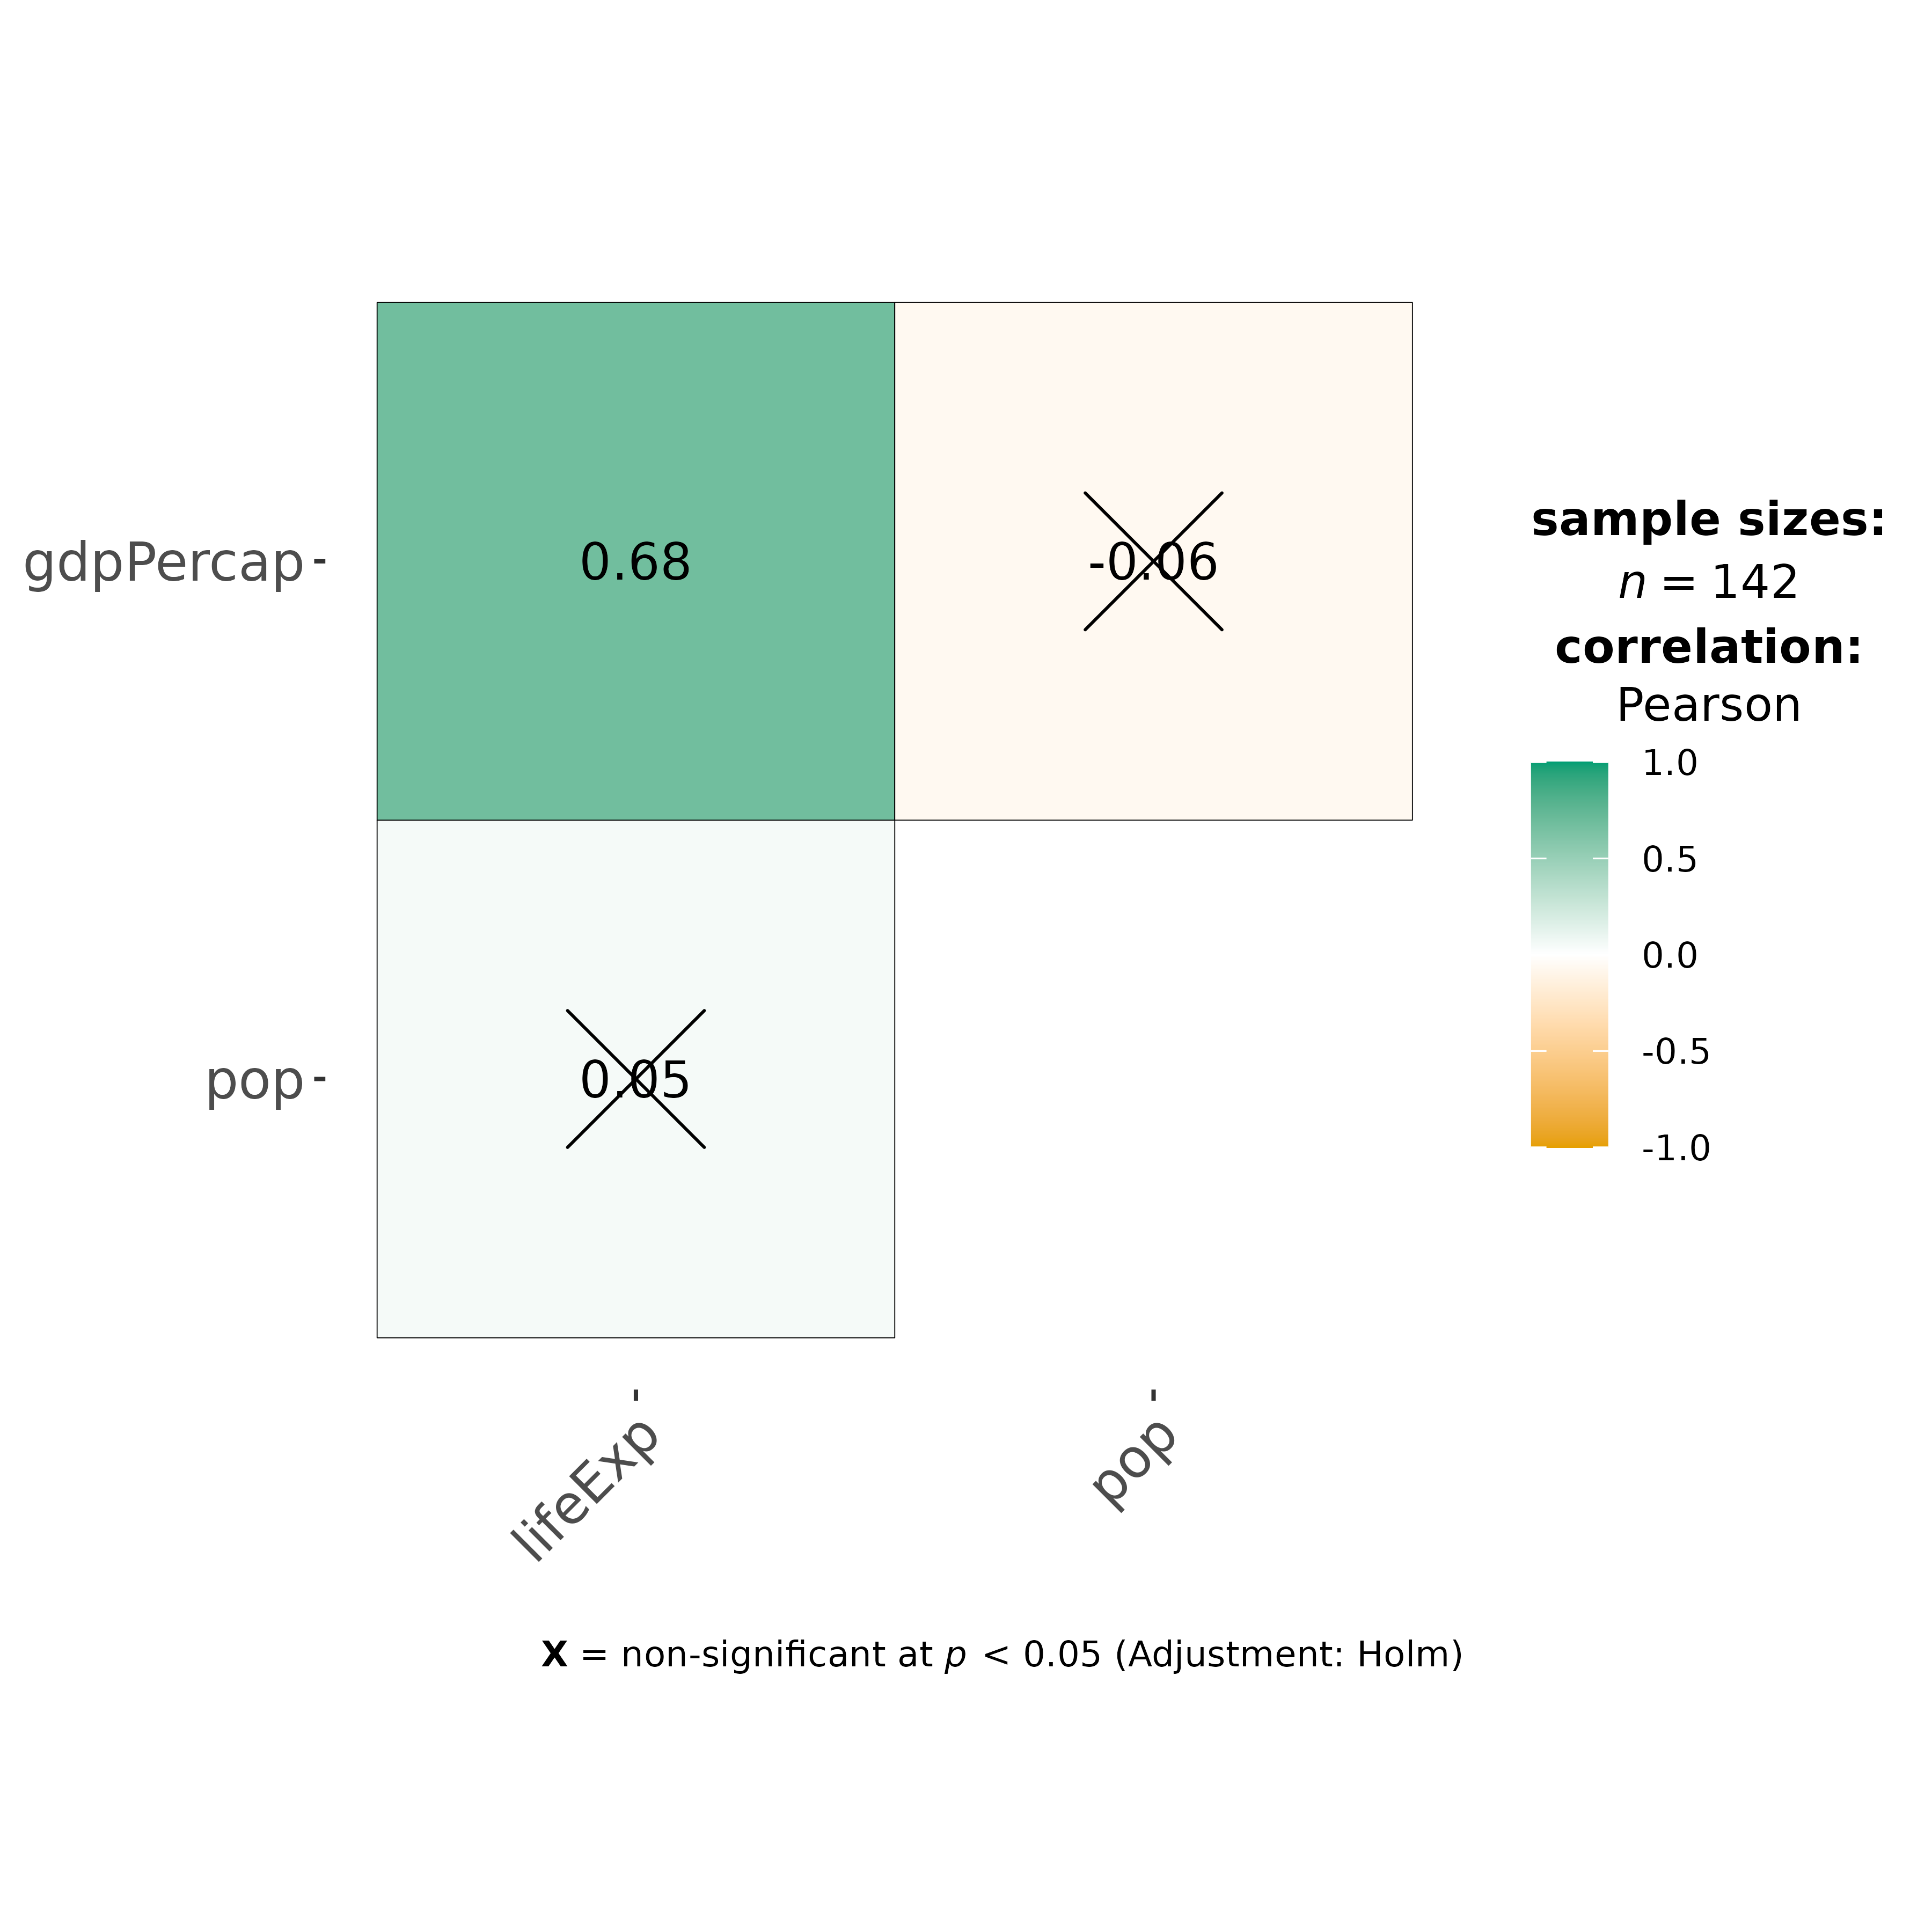 gdpPercap
0.68
-0.06
pop
0.05
lifeExp
pop
sample sizes:
n = 142
correlation:
Pearson
1.0
0.5
0.0
-0.5
-1.0
X = non-significant at p < 0.05 (Adjustment: Holm)